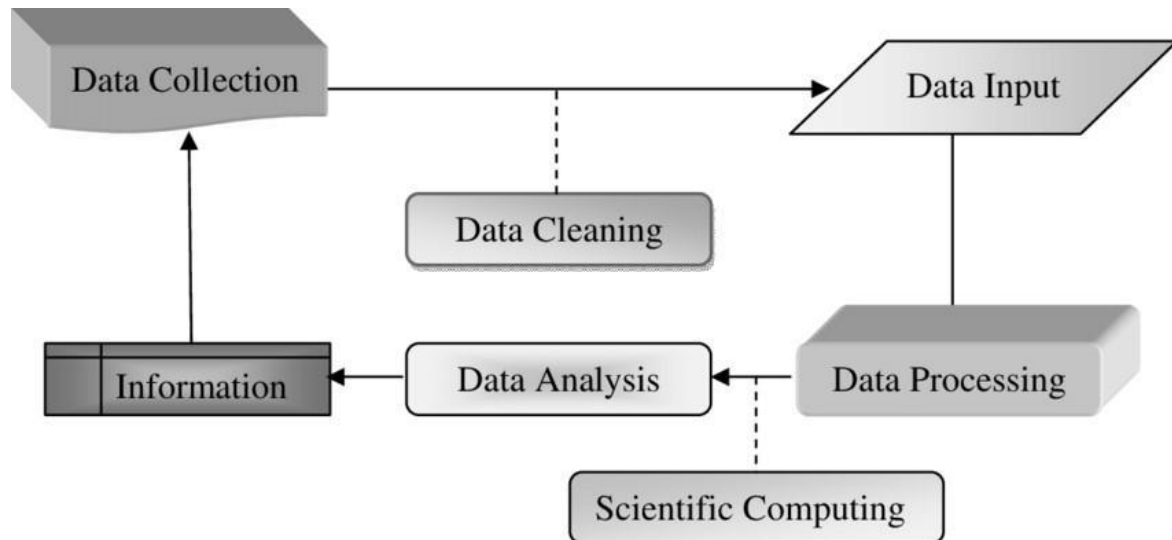 Data Collection
Data Input
Data Cleaning
Information
Data Analysis
Data Processing
Scientific Computing